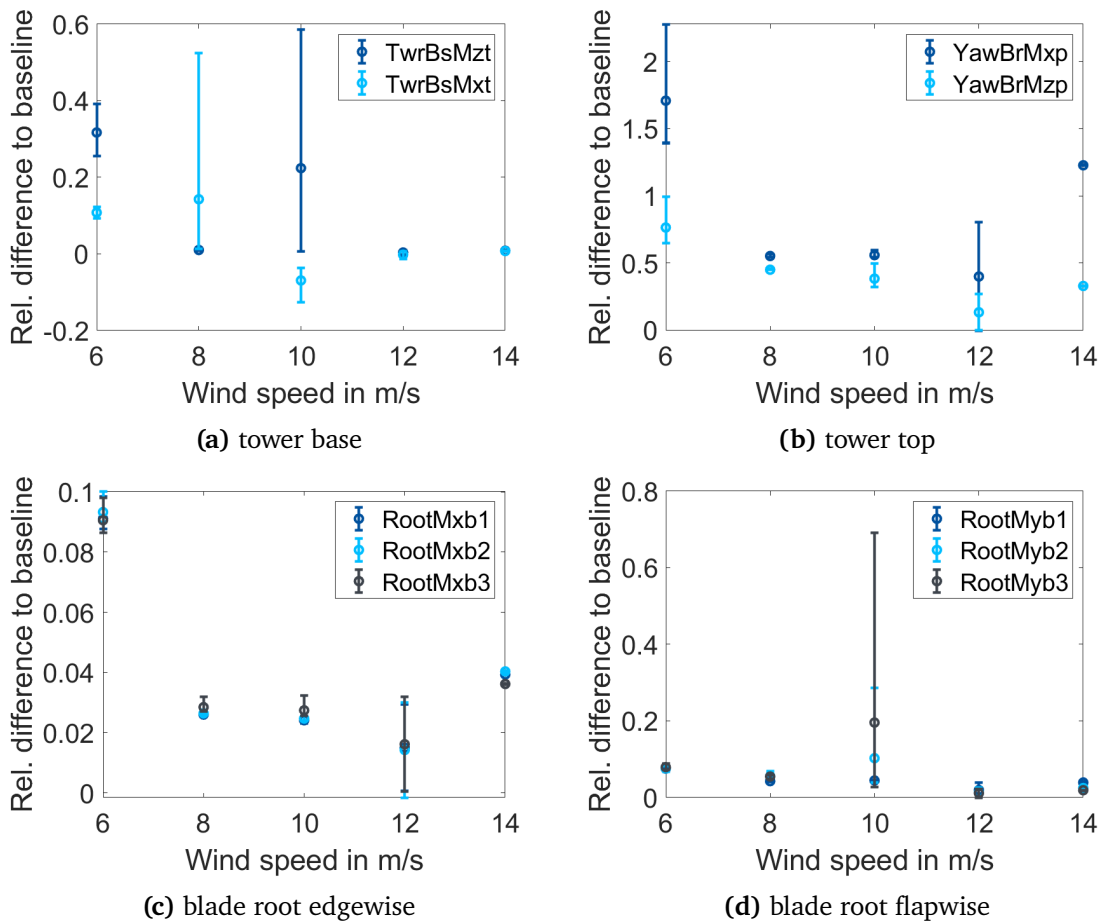 0.6
0.4
0.2
0
-0.2
Rel. difference to baseline
TwrBsMzt
TwrBsMxt
6 8 10 12 14
Wind speed in m/s
(a) tower base
2
1.5
1
0.5
0
Rel. difference to baseline
YawBrMxp
YawBrMzp
6 8 10 12 14
Wind speed in m/s
(b) tower top
0.1
0.08
0.06
0.04
0.02
0
Rel. difference to baseline
RootMxb1
RootMxb2
RootMxb3
6 8 10 12 14
Wind speed in m/s
(c) blade root edgewise
0.8
0.6
0.4
0.2
0
Rel. difference to baseline
RootMyb1
RootMyb2
RootMyb3
6 8 10 12 14
Wind speed in m/s
(d) blade root flapwise